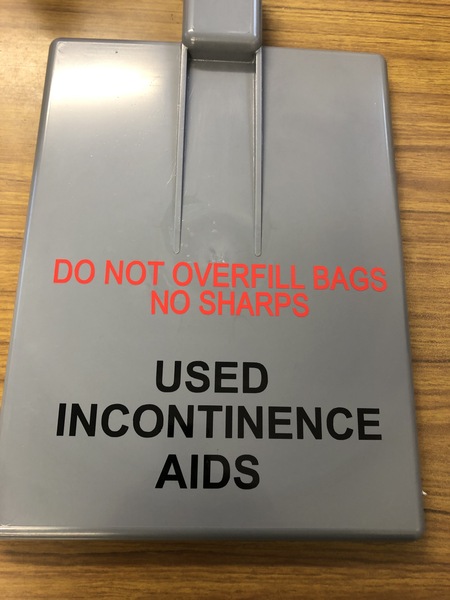 DO NOT OVERFILL BAGS
NO SHARPS
USED
INCONTINENCE
AIDS